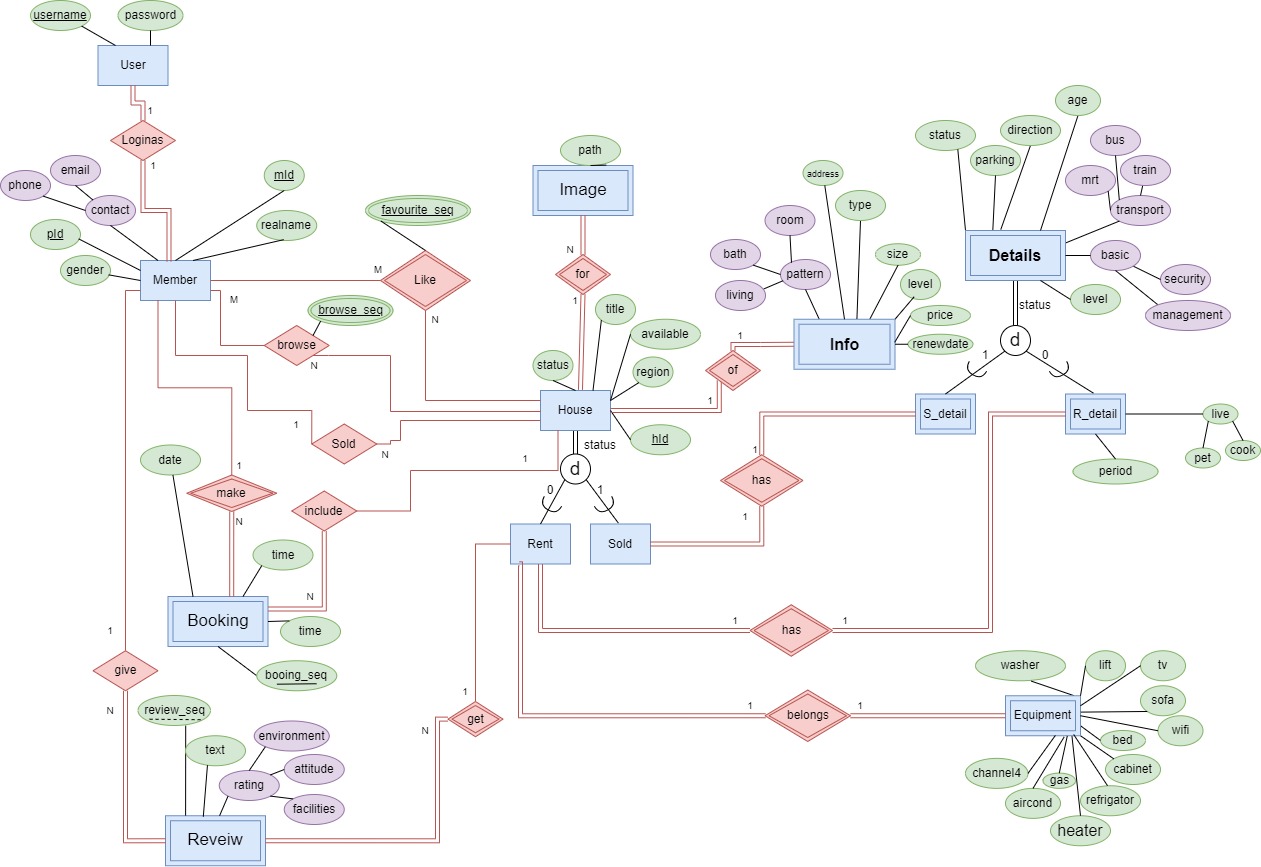 username
password
User
1
Loginas
1
email
phone
contact
pId
gender
mId
realname
Member
M
M
favourite_seq
Like
N
browse_seq
browse
N
path
Image
N
for
1
title
available
status
region
House
hId
status
d
0
1
Rent
Sold
1
Sold
N
1
include
N
1
make
N
date
time
time
Booking
booing_seq
1
give
N
review_seq
text
environment
attitude
rating
facilities
Reveiw
1
get
N
address
type
room
bath
pattern
living
size
level
price
renewdate
Info
1
of
1
age
status
direction
parking
bus
train
mrt
transport
Details
basic
security
level
management
status
d
1
0
S_detail
R_detail
live
pet
cook
period
1
has
1
1
has
1
1
belongs
1
washer
lift
tv
sofa
wifi
Equipment
bed
cabinet
channel4
gas
aircond
refrigator
heater